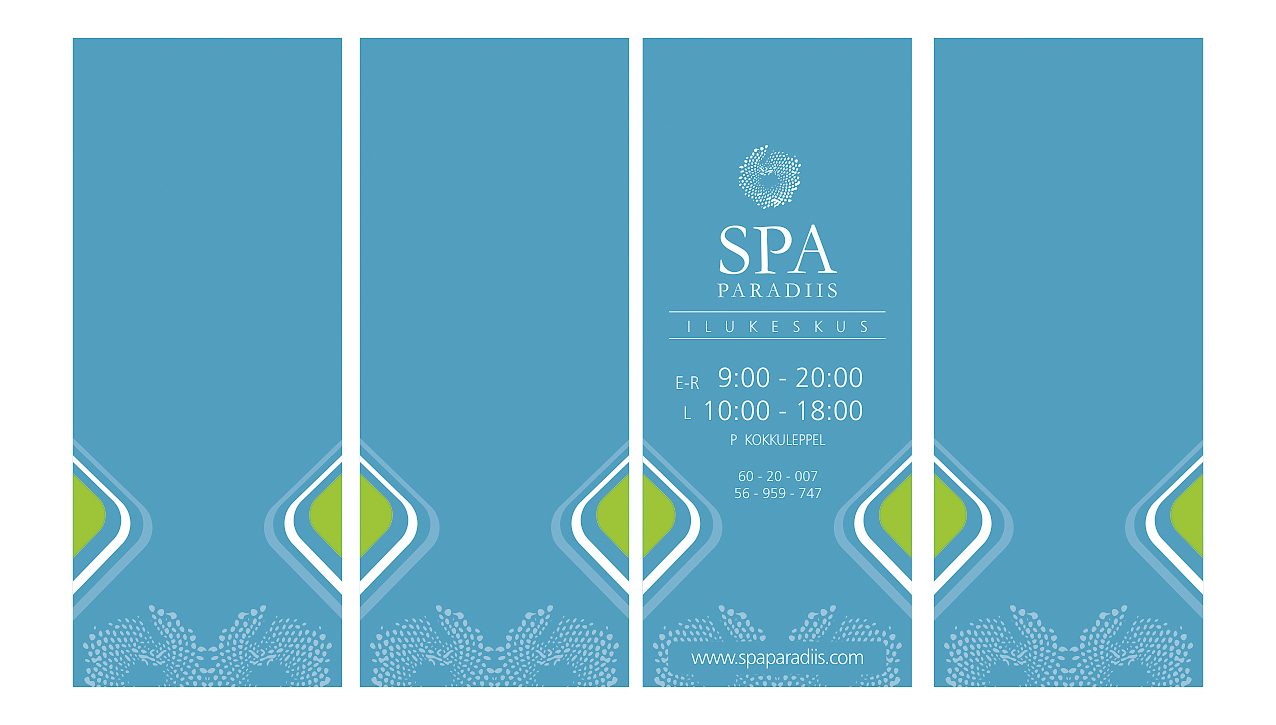 SPA
PARADIIS
ILUKESKUS
E-R 9:00 - 20:00
L 10:00 - 18:00
P KOKKULEPPEL
60 - 20 - 007
56 - 959 - 747
www.spaparadiis.com